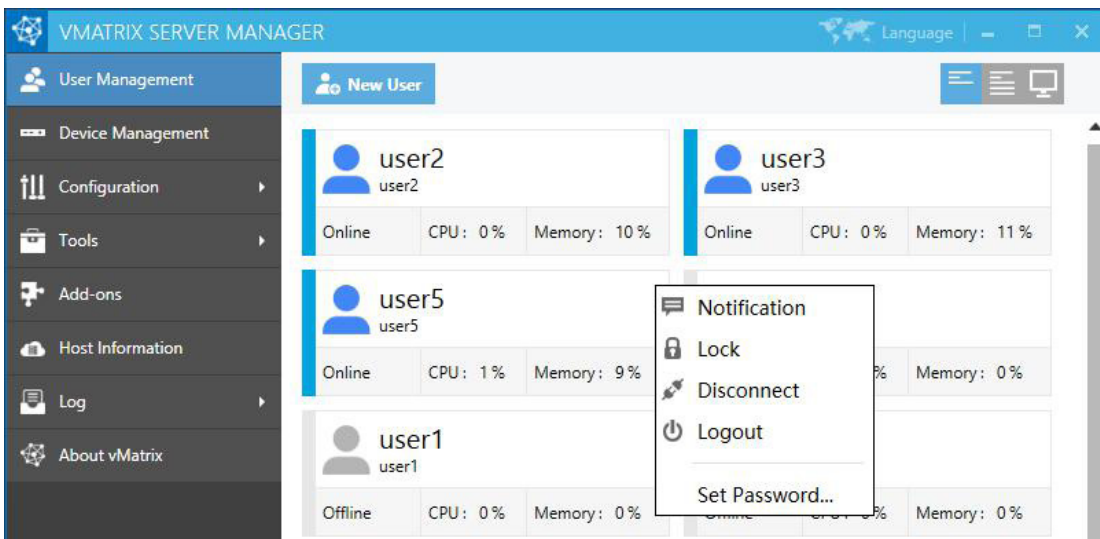 VMATRIX SERVER MANAGER
Language
User Management
New User
Device Management
Configuration
Tools
Add-ons
Host Information
Log
About vMatrix
user2
user2
Online CPU: 0% Memory: 10%
user3
user3
Online CPU: 0% Memory: 11%
user5
user5
Online CPU: 1% Memory: 9%
% Memory: 0%
user1
user1
Offline CPU: 0% Memory: 0%
Memory: 0%
Notification
Lock
Disconnect
Logout
Set Password...